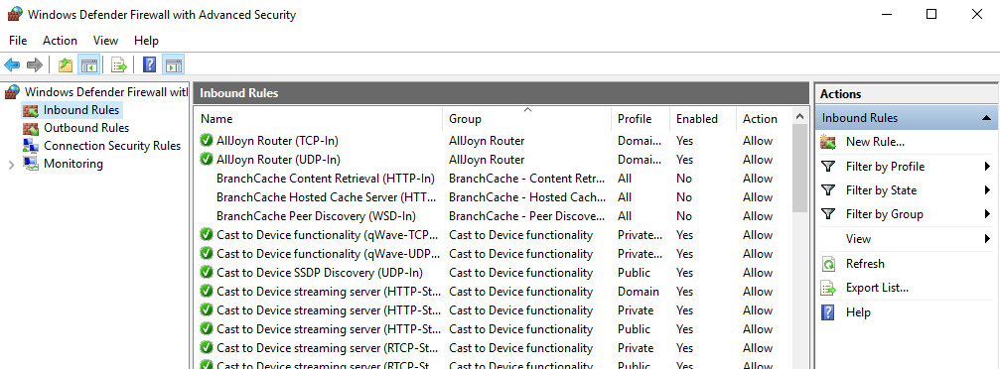 Windows Defender Firewall with Advanced Security
File Action View Help
Windows Defender Firewall wit
Inbound Rules
Outbound Rules
Connection Security Rules
Monitoring
Inbound Rules
Name Group Profile Enabled Action
AllJoyn Router (TCP-In) AllJoyn Router Domai... Yes Allow
AllJoyn Router (UDP-In) AllJoyn Router Domai... Yes Allow
BranchCache Content Retrieval (HTTP-In) BranchCache - Content Retr... All No Allow
BranchCache Hosted Cache Server (HTT... BranchCache - Hosted Cach... All No Allow
BranchCache Peer Discovery (WSD-In) BranchCache - Peer Discove... All No Allow
Cast to Device functionality (qWave-TCP... Cast to Device functionality Private... Yes Allow
Cast to Device functionality (qWave-UDP... Cast to Device functionality Private... Yes Allow
Cast to Device SSDP Discovery (UDP-In) Cast to Device functionality Public Yes Allow
Cast to Device streaming server (HTTP-St... Cast to Device functionality Domain Yes Allow
Cast to Device streaming server (HTTP-St... Cast to Device functionality Private Yes Allow
Cast to Device streaming server (HTTP-St... Cast to Device functionality Public Yes Allow
Cast to Device streaming server (RTCP-St... Cast to Device functionality Private Yes Allow
Cast to Device streaming server (RTCP-St... Cast to Device functionality Public Yes Allow
Actions
Inbound Rules
New Rule...
Filter by Profile
Filter by State
Filter by Group
View
Refresh
Export List...
Help